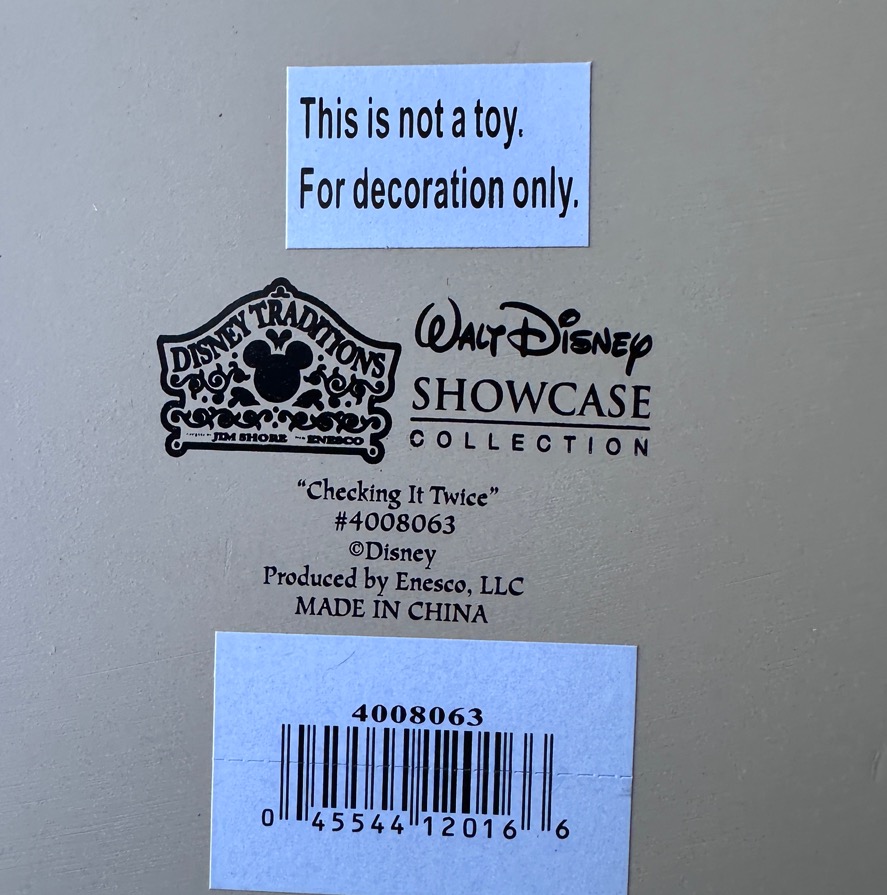 This is not a toy.
For decoration only.
DISNEY TRADITIONS
JIM SHORE ENESCO
WALT DISNEY
SHOWCASE
COLLECTION
“Checking It Twice”
#4008063
©Disney
Produced by Enesco, LLC
MADE IN CHINA
4008063
0 45544 12016 6